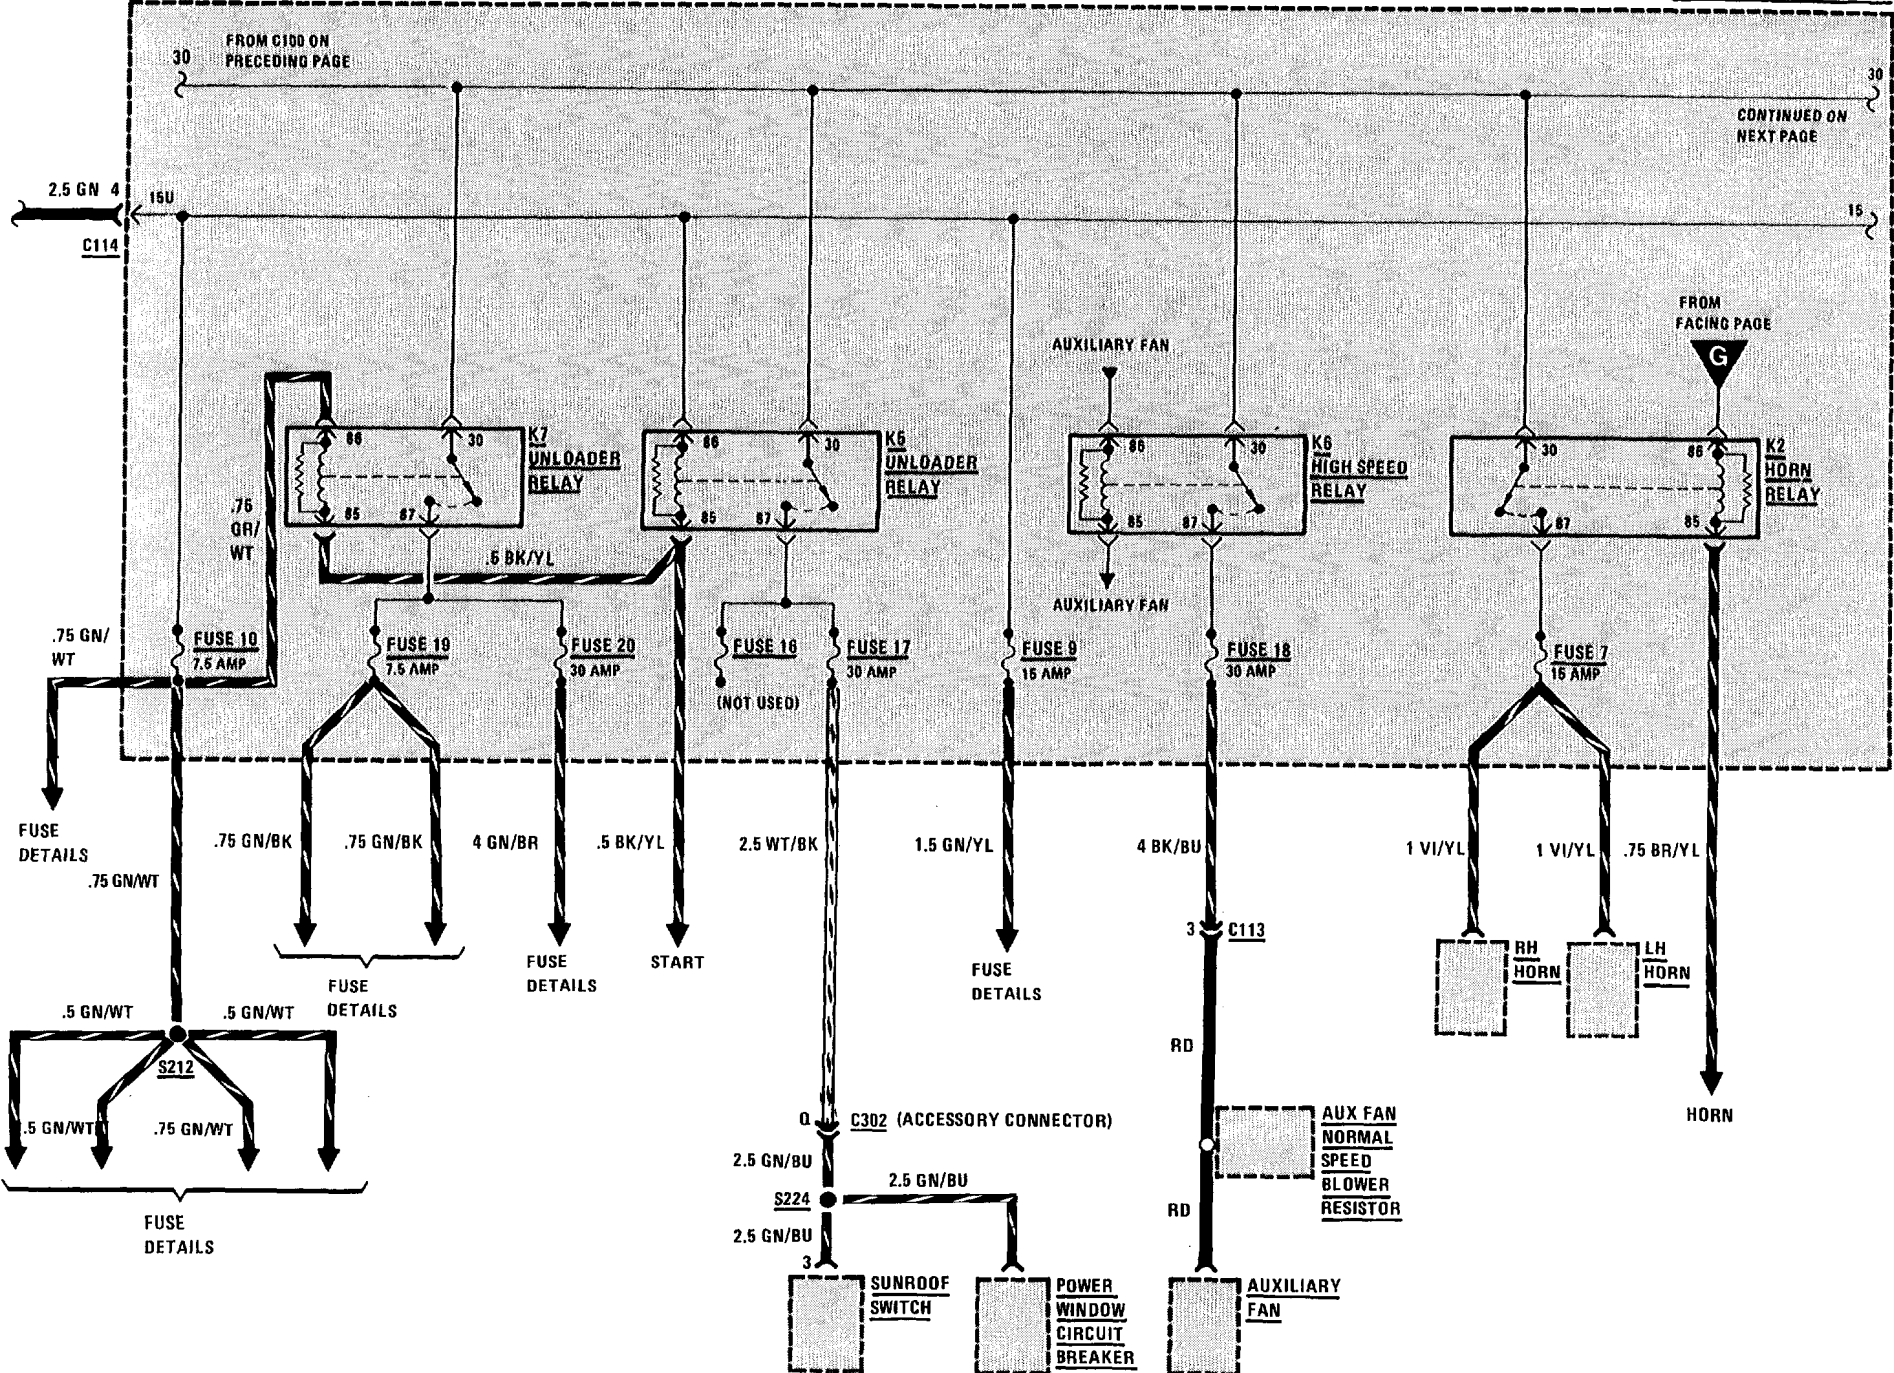 FROM C100 ON
PRECEDING PAGE
30
30
CONTINUED ON
NEXT PAGE
2.5 GN 4
15U
C114
15
FROM
FACING PAGE
G
AUXILIARY FAN
86
30
K7
UNLOADER
RELAY
85
87
86
30
K5
UNLOADER
RELAY
85
87
86
30
K6
HIGH SPEED
RELAY
85
87
30
86
K2
HORN
RELAY
87
85
.75
GR/
WT
.5 BK/YL
AUXILIARY FAN
.75 GN/
WT
FUSE 10
7.5 AMP
FUSE 19
7.5 AMP
FUSE 20
30 AMP
FUSE 16
(NOT USED)
FUSE 17
30 AMP
FUSE 9
15 AMP
FUSE 18
30 AMP
FUSE 7
15 AMP
FUSE
DETAILS
.75 GN/WT
.75 GN/BK
.75 GN/BK
4 GN/BR
.5 BK/YL
2.5 WT/BK
1.5 GN/YL
4 BK/BU
1 VI/YL
1 VI/YL
.75 BR/YL
FUSE
DETAILS
FUSE
DETAILS
START
FUSE
DETAILS
3
C113
RH
HORN
LH
HORN
.5 GN/WT
.5 GN/WT
S212
.5 GN/WT
.75 GN/WT
FUSE
DETAILS
RD
HORN
Q
C302 (ACCESSORY CONNECTOR)
2.5 GN/BU
S224
2.5 GN/BU
2.5 GN/BU
3
AUX FAN
NORMAL
SPEED
BLOWER
RESISTOR
RD
SUNROOF
SWITCH
POWER
WINDOW
CIRCUIT
BREAKER
AUXILIARY
FAN